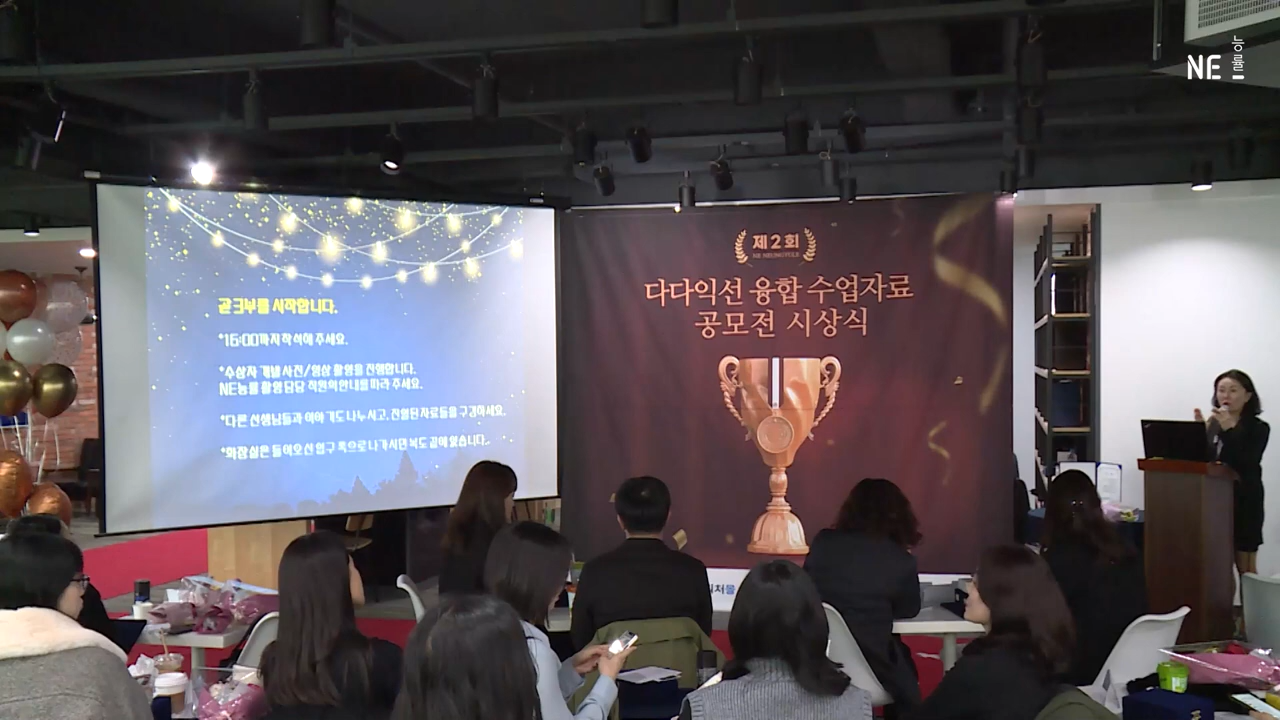 NE 능률
곧 3부를 시작합니다.
*16:00까지 착석해 주세요.
*수상자 개별 사진/영상 촬영을 진행합니다.
NE능률 촬영 담당 직원의 안내를 따라 주세요.
*다른 선생님들과 이야기도 나누시고, 전열된 자료들을 구경하세요.
*화장실은 들어오신 입구 쪽으로 나가시면 복도 끝에 있습니다.
제2회
NE NEUNGYULE
다다익선 융합 수업자료
공모전 시상식